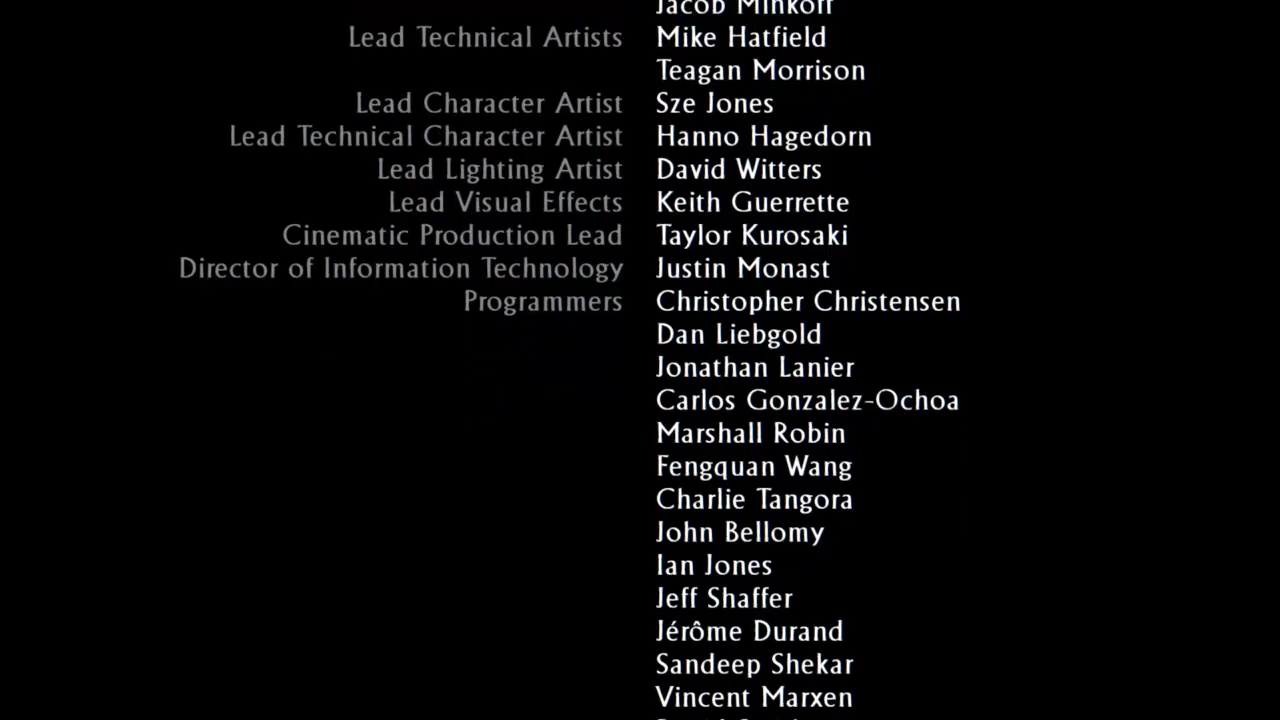 Jacob Minkoff
Lead Technical Artists Mike Hatfield
Teagan Morrison
Lead Character Artist Sze Jones
Lead Technical Character Artist Hanno Hagedorn
Lead Lighting Artist David Witters
Lead Visual Effects Keith Guerrette
Cinematic Production Lead Taylor Kurosaki
Director of Information Technology Justin Monast
Programmers Christopher Christensen
Dan Liebgold
Jonathan Lanier
Carlos Gonzalez-Ochoa
Marshall Robin
Fengquan Wang
Charlie Tangora
John Bellomy
Ian Jones
Jeff Shaffer
Jérôme Durand
Sandeep Shekar
Vincent Marxen